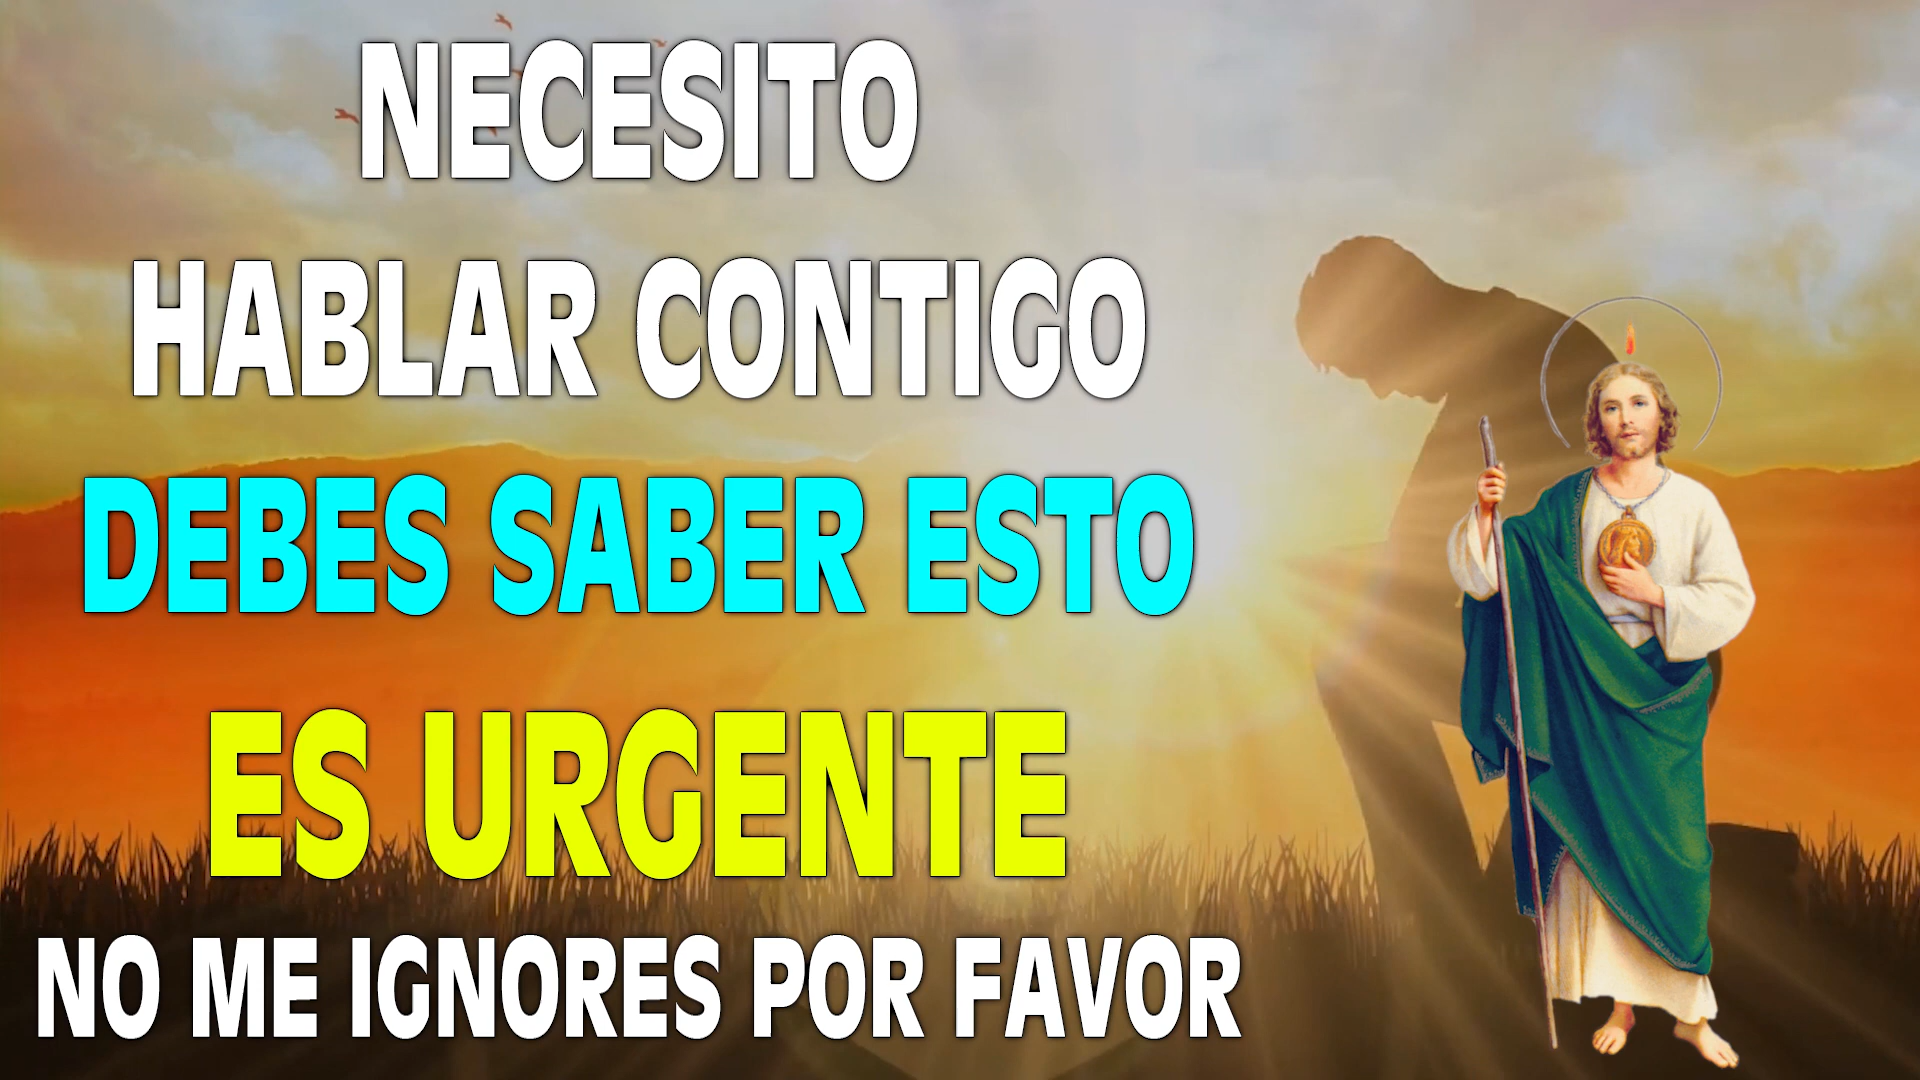 NECESITO
HABLAR CONTIGO
DEBES SABER ESTO
ES URGENTE
NO ME IGNORES POR FAVOR